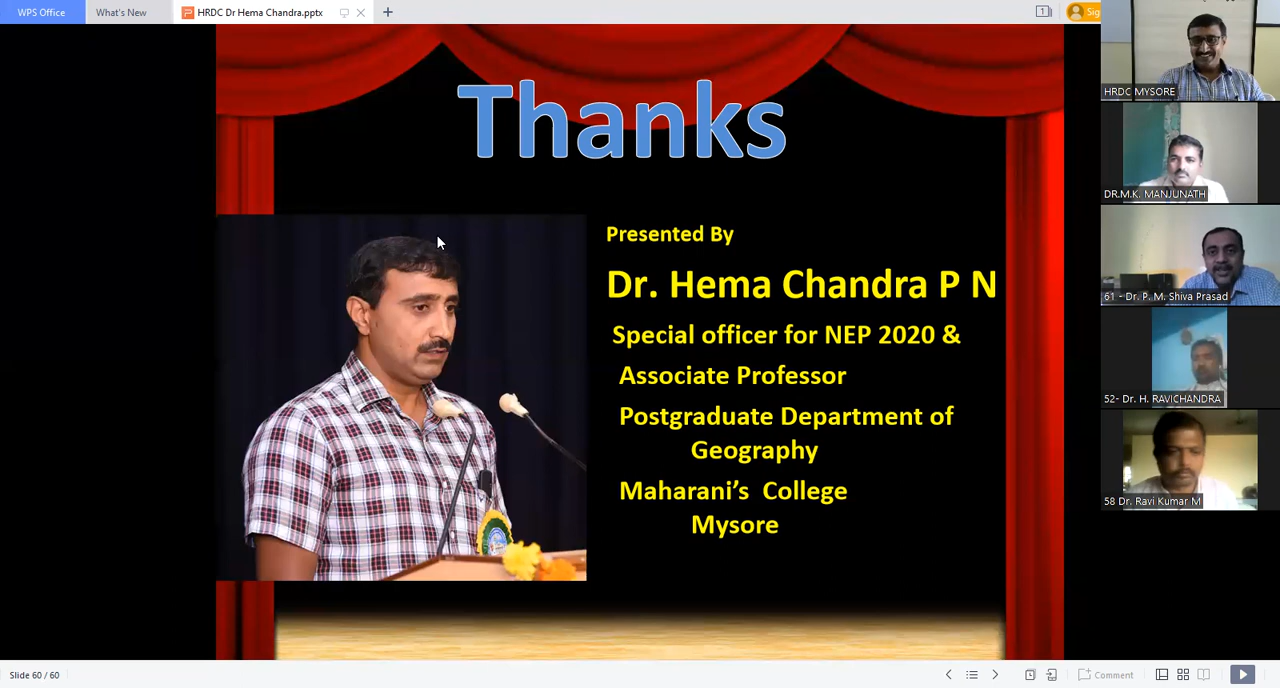 WPS Office
What's New
HRDC Dr Hema Chandra.pptx
1
Sig
Thanks
Presented By
Dr. Hema Chandra P N
Special officer for NEP 2020 &
Associate Professor
Postgraduate Department of
Geography
Maharani’s College
Mysore
HRDC MYSORE
DR.M.K. MANJUNATH
61 - Dr. P. M. Shiva Prasad
52- Dr. H. RAVICHANDRA
58 Dr. Ravi Kumar M
Slide 60 / 60
Comment